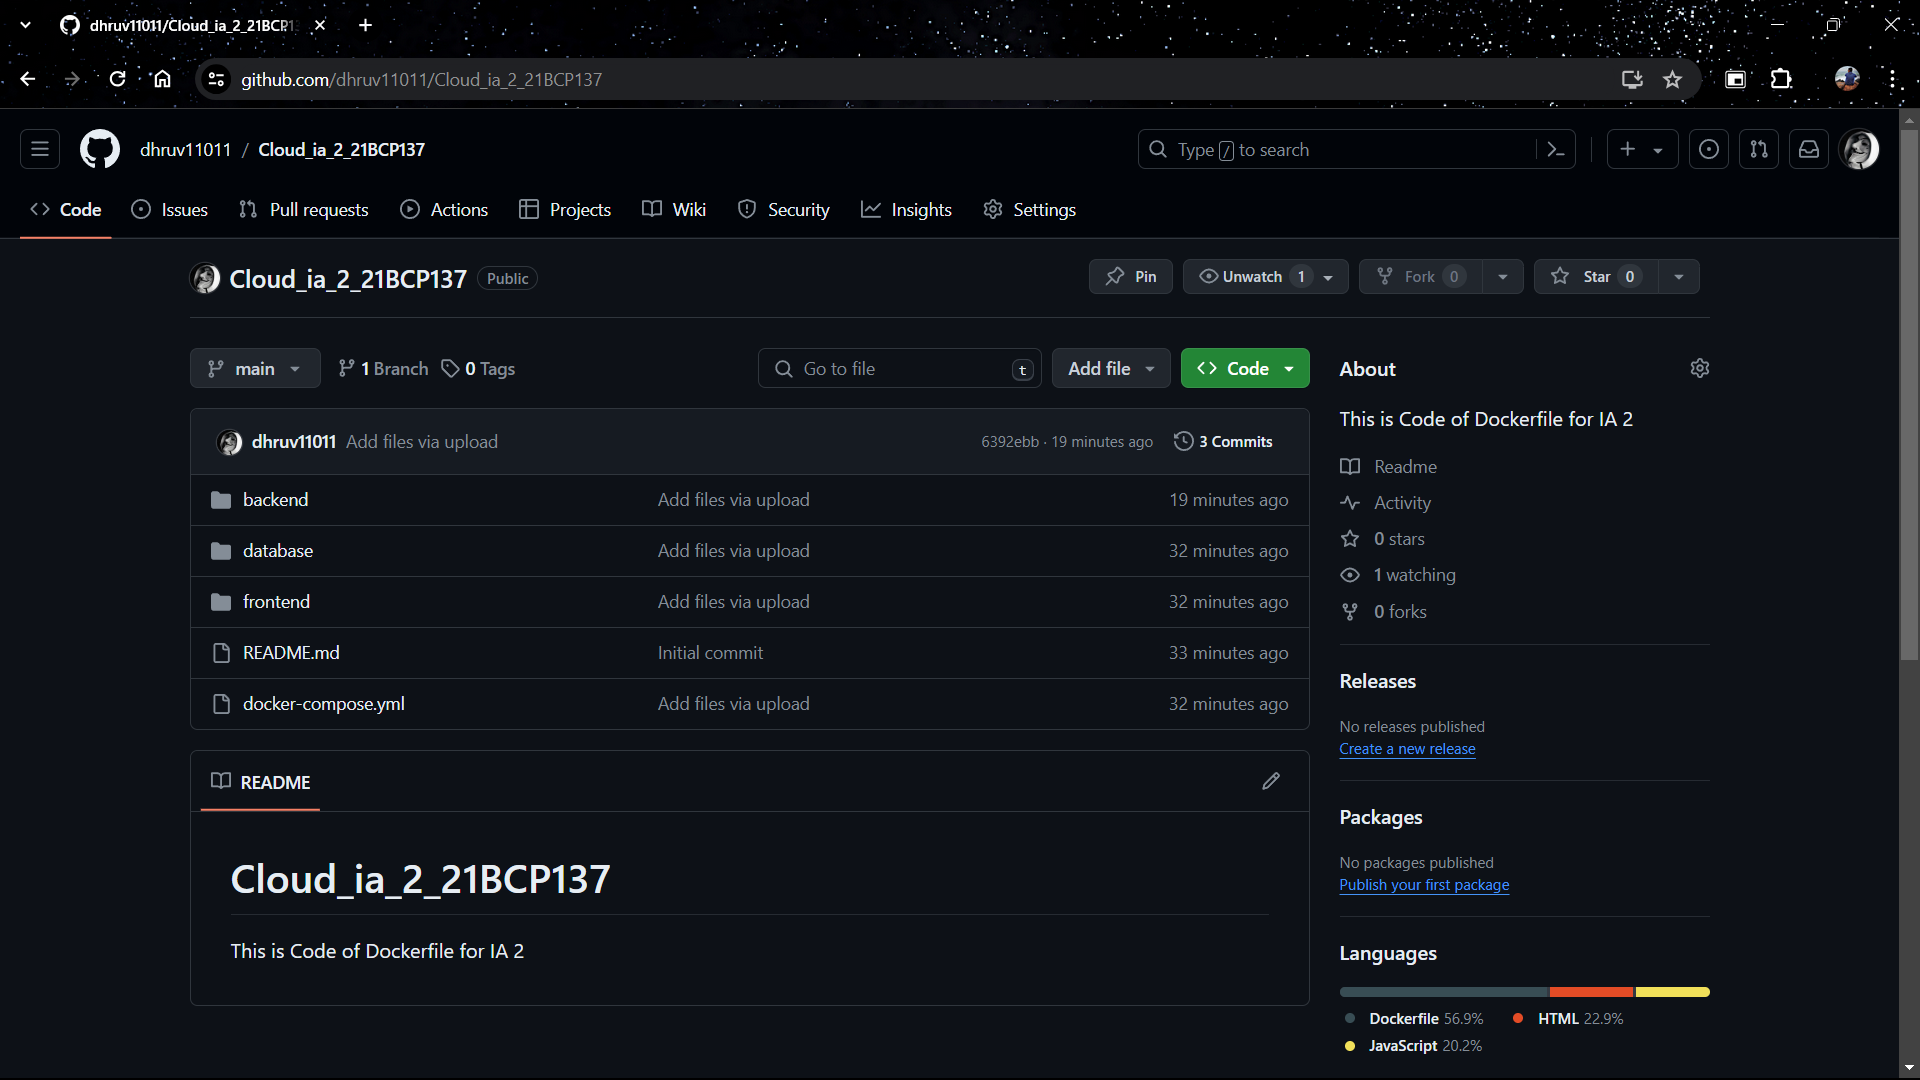 dhruv11011/Cloud_ia_2_21BCP1
github.com/dhruv11011/Cloud_ia_2_21BCP137
dhruv11011 / Cloud_ia_2_21BCP137
Type / to search
Code Issues Pull requests Actions Projects Wiki Security Insights Settings
Cloud_ia_2_21BCP137 Public
Pin Unwatch 1 Fork 0 Star 0
main 1 Branch 0 Tags Go to file t Add file Code
dhruv11011 Add files via upload 6392ebb · 19 minutes ago 3 Commits
backend Add files via upload 19 minutes ago
database Add files via upload 32 minutes ago
frontend Add files via upload 32 minutes ago
README.md Initial commit 33 minutes ago
docker-compose.yml Add files via upload 32 minutes ago
README
Cloud_ia_2_21BCP137
This is Code of Dockerfile for IA 2
About
This is Code of Dockerfile for IA 2
Readme
Activity
0 stars
1 watching
0 forks
Releases
No releases published
Create a new release
Packages
No packages published
Publish your first package
Languages
Dockerfile 56.9% HTML 22.9%
JavaScript 20.2%